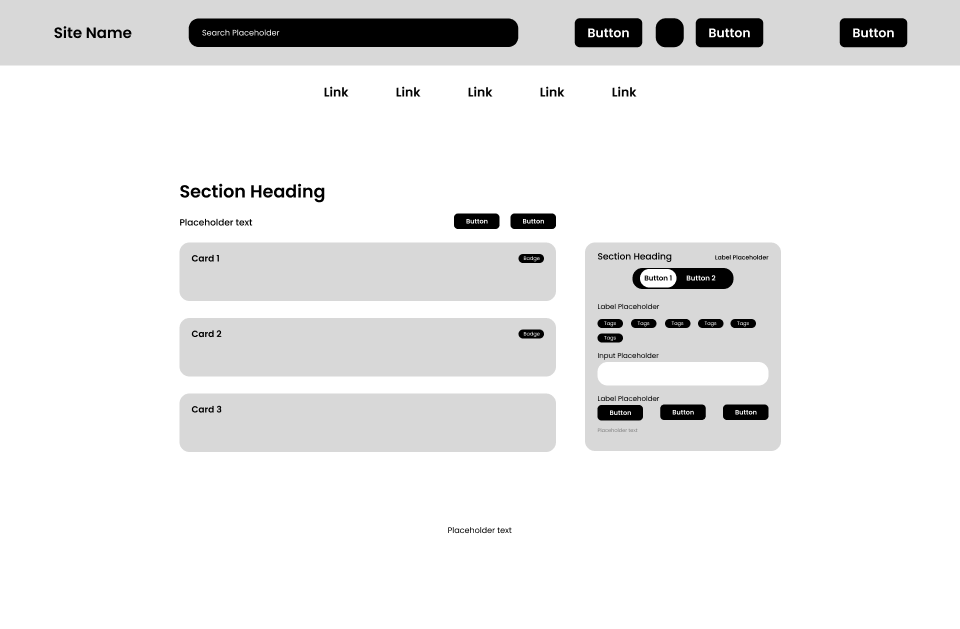 Site Name
Search Placeholder
Button
Button
Button
Link Link Link Link Link
Section Heading
Placeholder text
Button
Button
Card 1
Badge
Card 2
Badge
Card 3
Section Heading
Label Placeholder
Button 1
Button 2
Label Placeholder
Tags Tags Tags Tags Tags
Tags
Input Placeholder
Label Placeholder
Button Button Button
Placeholder text
Placeholder text